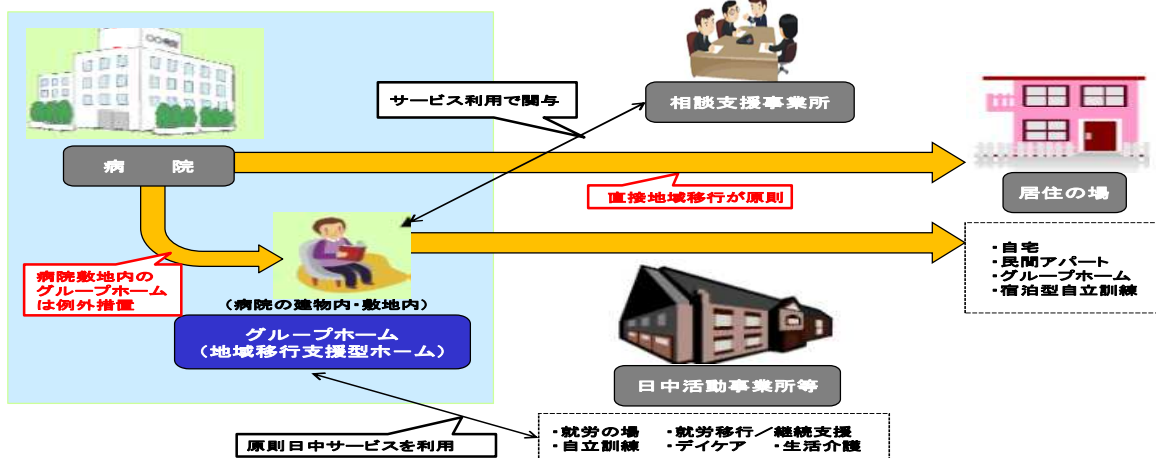 サービス利用で関与
相談支援事業所
病　院
直接地域移行が原則
居住の場
・自宅
・民間アパート
・グループホーム
・宿泊型自立訓練
病院敷地内の
グループホーム
は例外措置
（病院の建物内・敷地内）
グループホーム
（地域移行支援型ホーム）
日中活動事業所等
原則日中サービスを利用
・就労の場　・就労移行／継続支援
・自立訓練　・デイケア　・生活介護